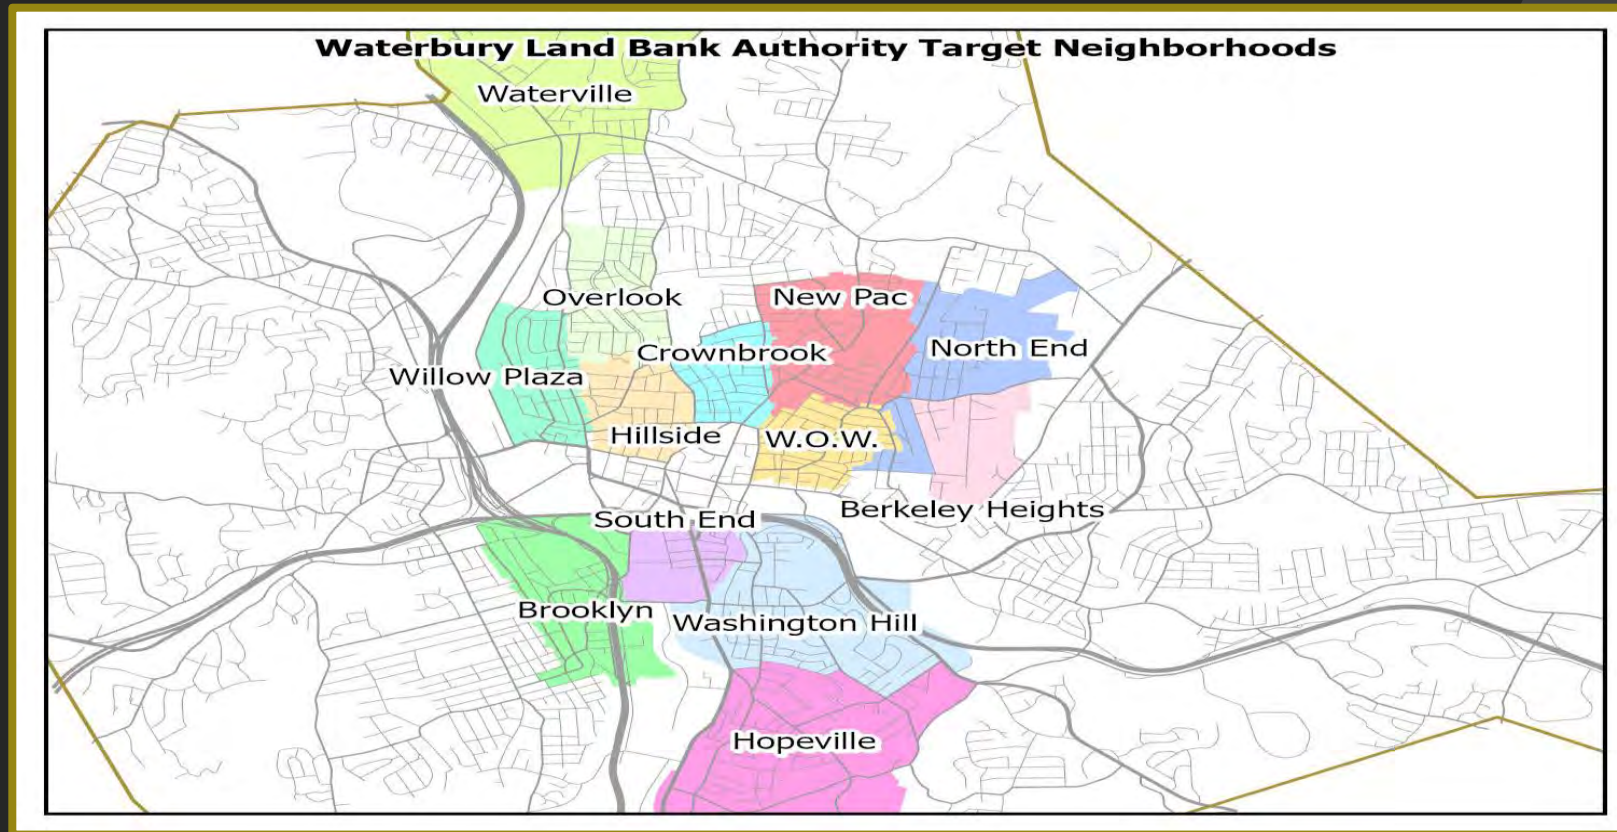 Waterbury Land Bank Authority Target Neighborhoods
Waterville
Overlook
New Pac
Crownbrook
North End
Willow Plaza
Hillside
W.O.W.
Berkeley Heights
South End
Brooklyn
Washington Hill
Hopeville